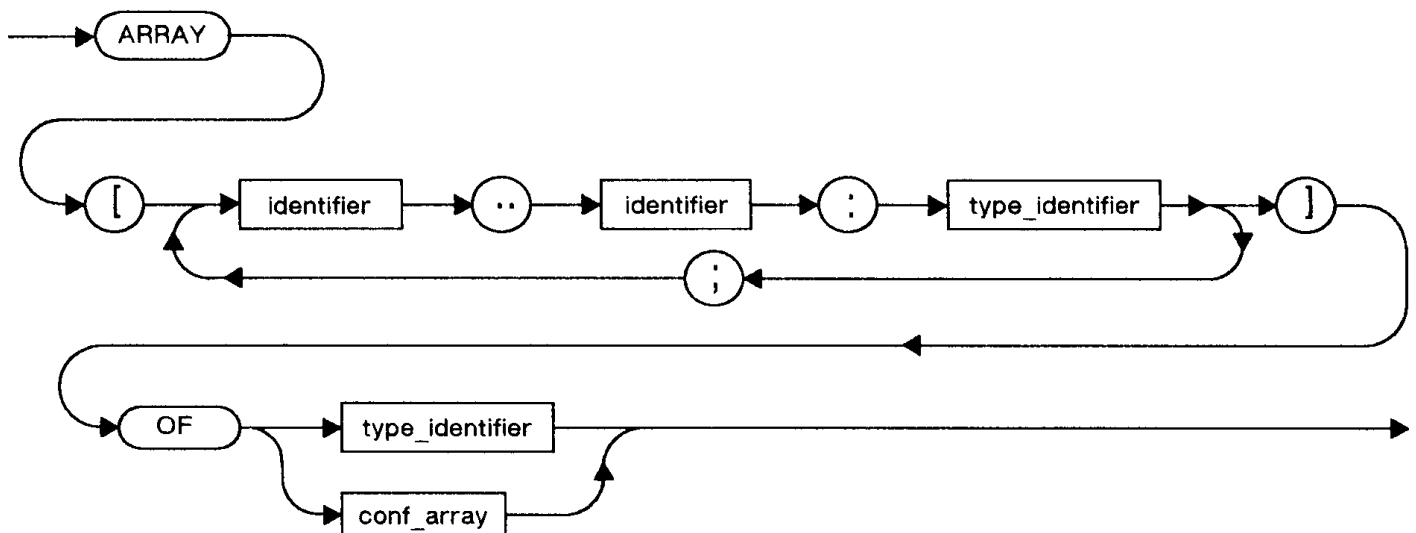 ARRAY
[ identifier .. identifier : type_identifier ]
;
OF type_identifier
conf_array